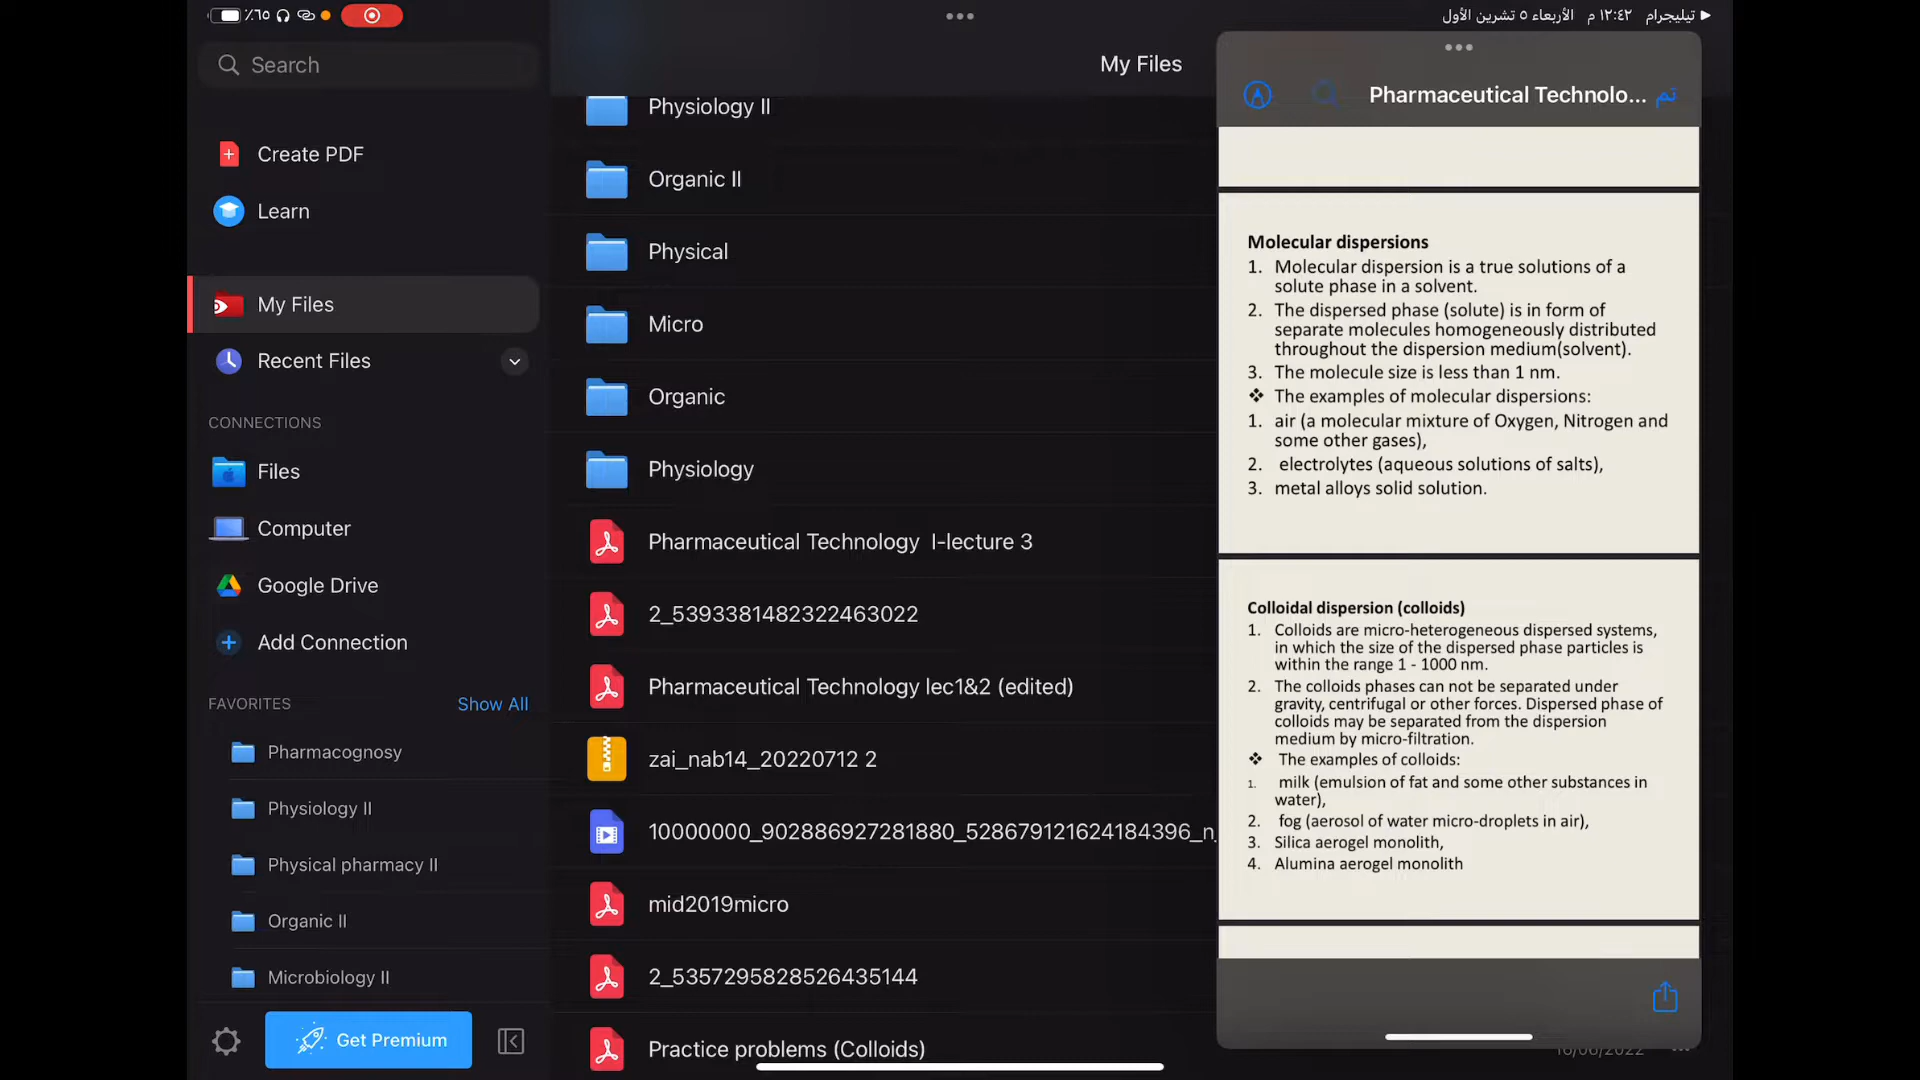 ٪٦٥
الأربعاء ٥ تشرين الأول ١٢:٤٢ م تيليجرام
Search
Create PDF
Learn
My Files
Recent Files
CONNECTIONS
Files
Computer
Google Drive
Add Connection
FAVORITES Show All
Pharmacognosy
Physiology II
Physical pharmacy II
Organic II
Microbiology II
Get Premium
My Files
Physiology II
Organic II
Physical
Micro
Organic
Physiology
Pharmaceutical Technology I-lecture 3
2_5393381482322463022
Pharmaceutical Technology lec1&2 (edited)
zai_nab14_20220712 2
10000000_902886927281880_528679121624184396_n_
mid2019micro
2_5357295828526435144
Practice problems (Colloids)
16/06/2022
Pharmaceutical Technolo... تم
Molecular dispersions
1. Molecular dispersion is a true solutions of a
solute phase in a solvent.
2. The dispersed phase (solute) is in form of
separate molecules homogeneously distributed
throughout the dispersion medium(solvent).
3. The molecule size is less than 1 nm.
❖ The examples of molecular dispersions:
1. air (a molecular mixture of Oxygen, Nitrogen and
some other gases),
2. electrolytes (aqueous solutions of salts),
3. metal alloys solid solution.
Colloidal dispersion (colloids)
1. Colloids are micro-heterogeneous dispersed systems,
in which the size of the dispersed phase particles is
within the range 1 - 1000 nm.
2. The colloids phases can not be separated under
gravity, centrifugal or other forces. Dispersed phase of
colloids may be separated from the dispersion
medium by micro-filtration.
❖ The examples of colloids:
1. milk (emulsion of fat and some other substances in
water),
2. fog (aerosol of water micro-droplets in air),
3. Silica aerogel monolith,
4. Alumina aerogel monolith